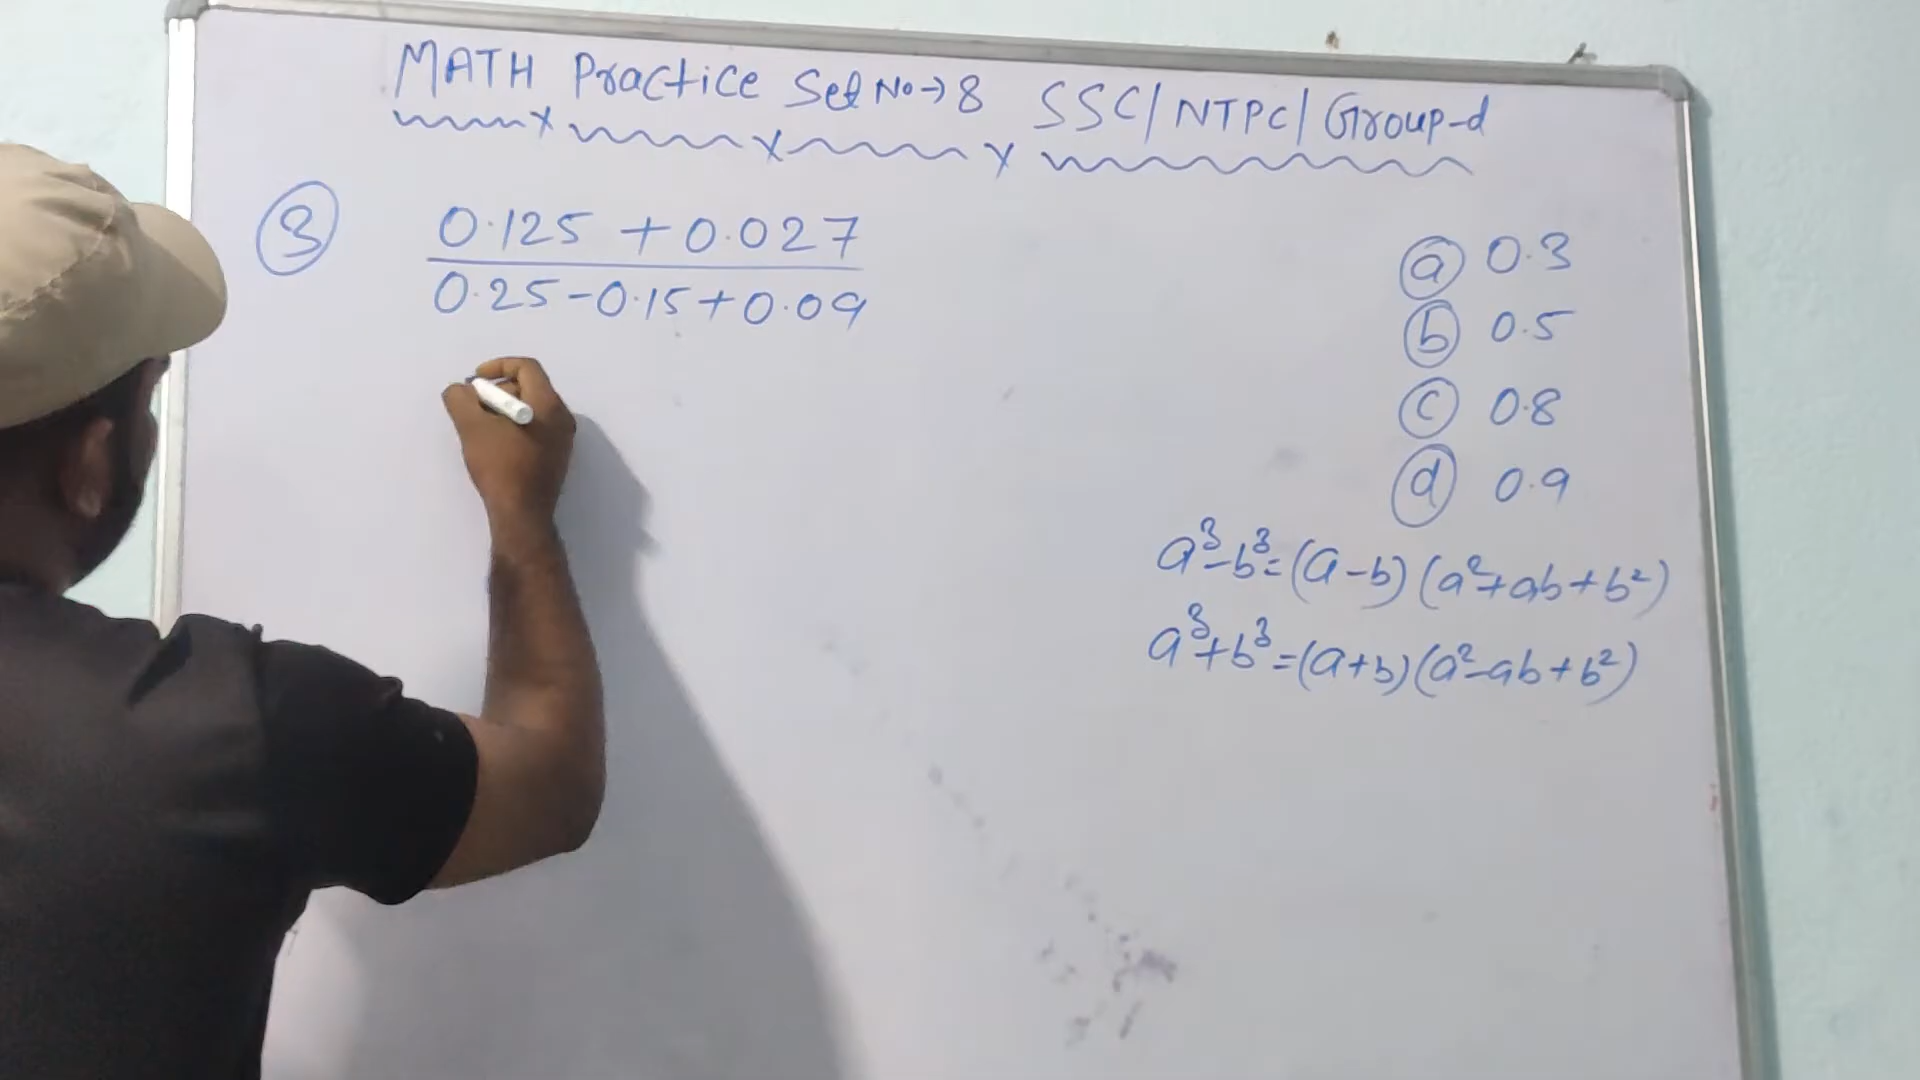 MATH Practice Set No→8 SSC/NTPC/Group-d
3
0.125 + 0.027
0.25-0.15+0.09
a 0.3
b 0.5
c 0.8
d 0.9
a³-b³=(a-b)(a²+ab+b²)
a³+b³=(a+b)(a²-ab+b²)